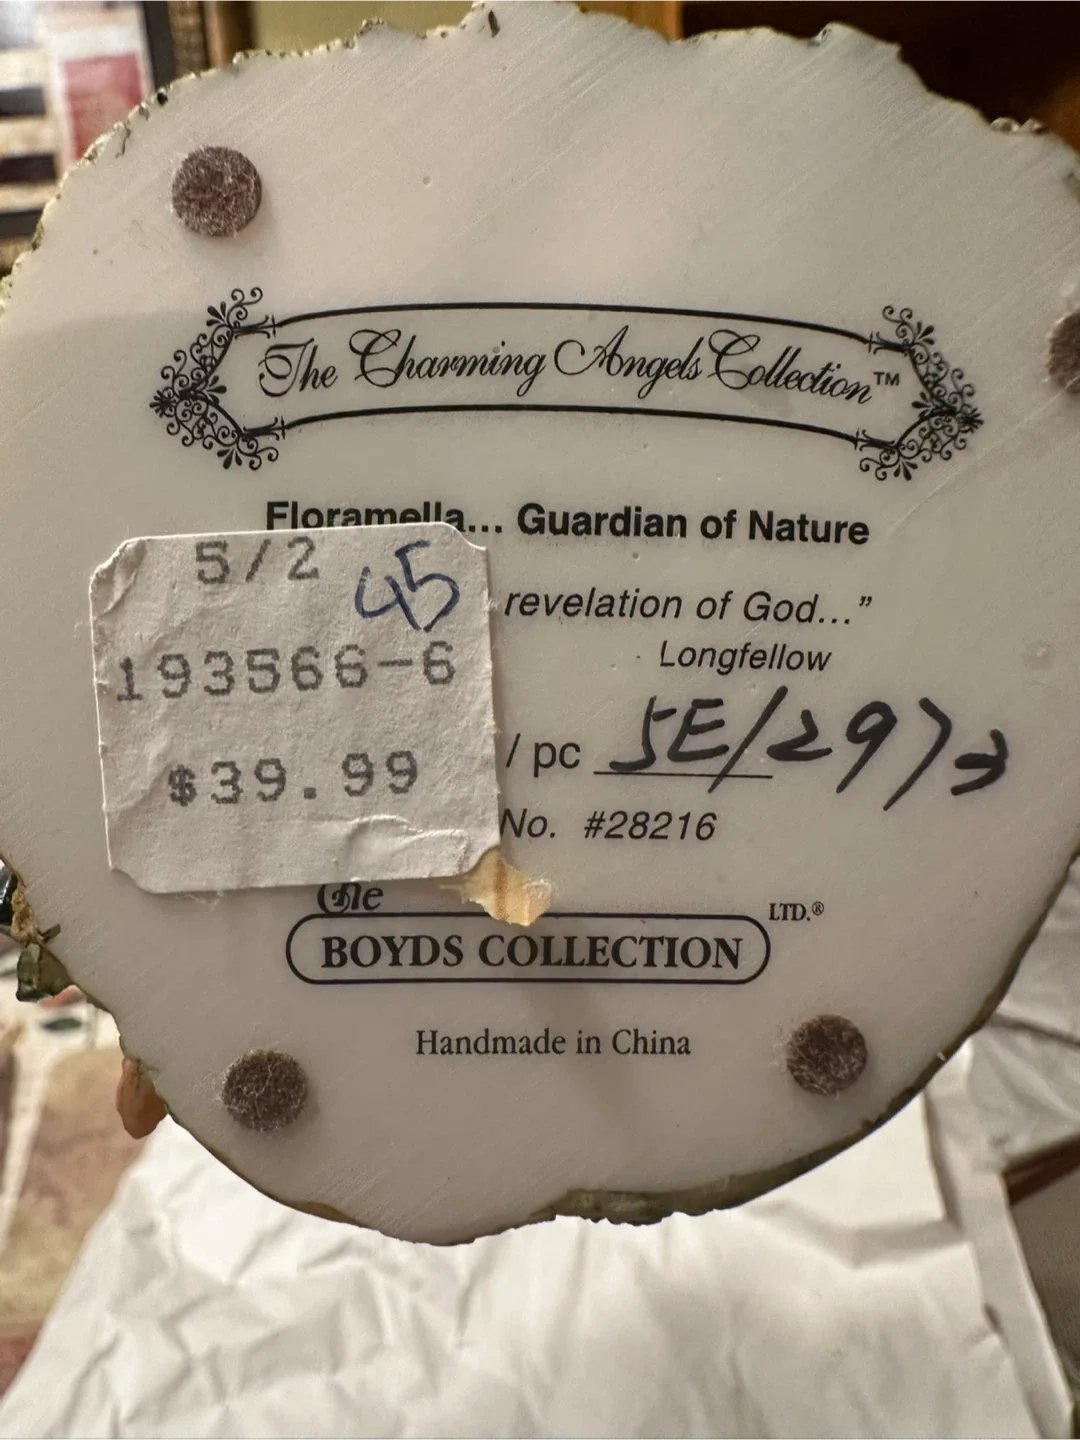 The Charming Angels Collection™
Floramella... Guardian of Nature
5/2 45
revelation of God..."
Longfellow
193566-6
/ pc 5E/2973
$39.99
No. #28216
The
BOYDS COLLECTION LTD.®
Handmade in China